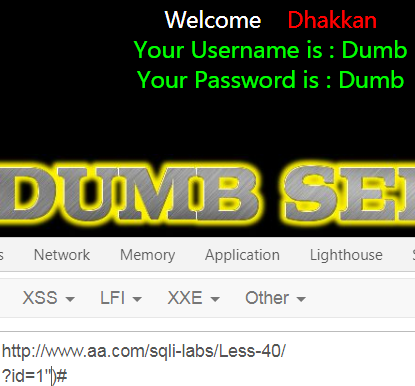 Welcome Dhakkan
Your Username is : Dumb
Your Password is : Dumb
DUMB SE
s Network Memory Application Lighthouse
XSS LFI XXE Other
http://www.aa.com/sqli-labs/Less-40/
?id=1")#